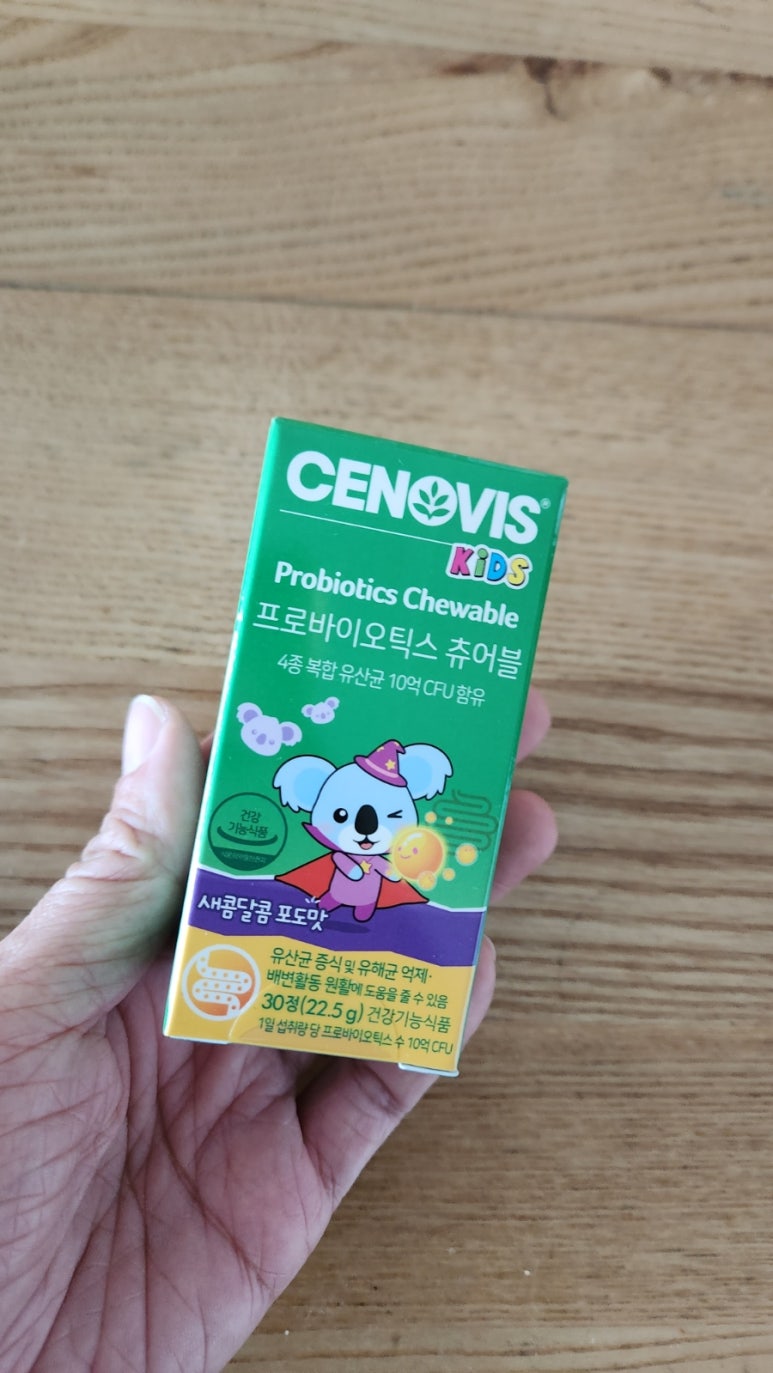 CENOVIS®
KiDS
Probiotics Chewable
프로바이오틱스 츄어블
4종 복합 유산균 10억 CFU 함유
건강
기능식품
새콤달콤 포도맛
유산균 증식 및 유해균 억제·
배변활동 원활에 도움을 줄 수 있음
30정(22.5 g) 건강기능식품
1일 섭취량 당 프로바이오틱스 수 10억 CFU